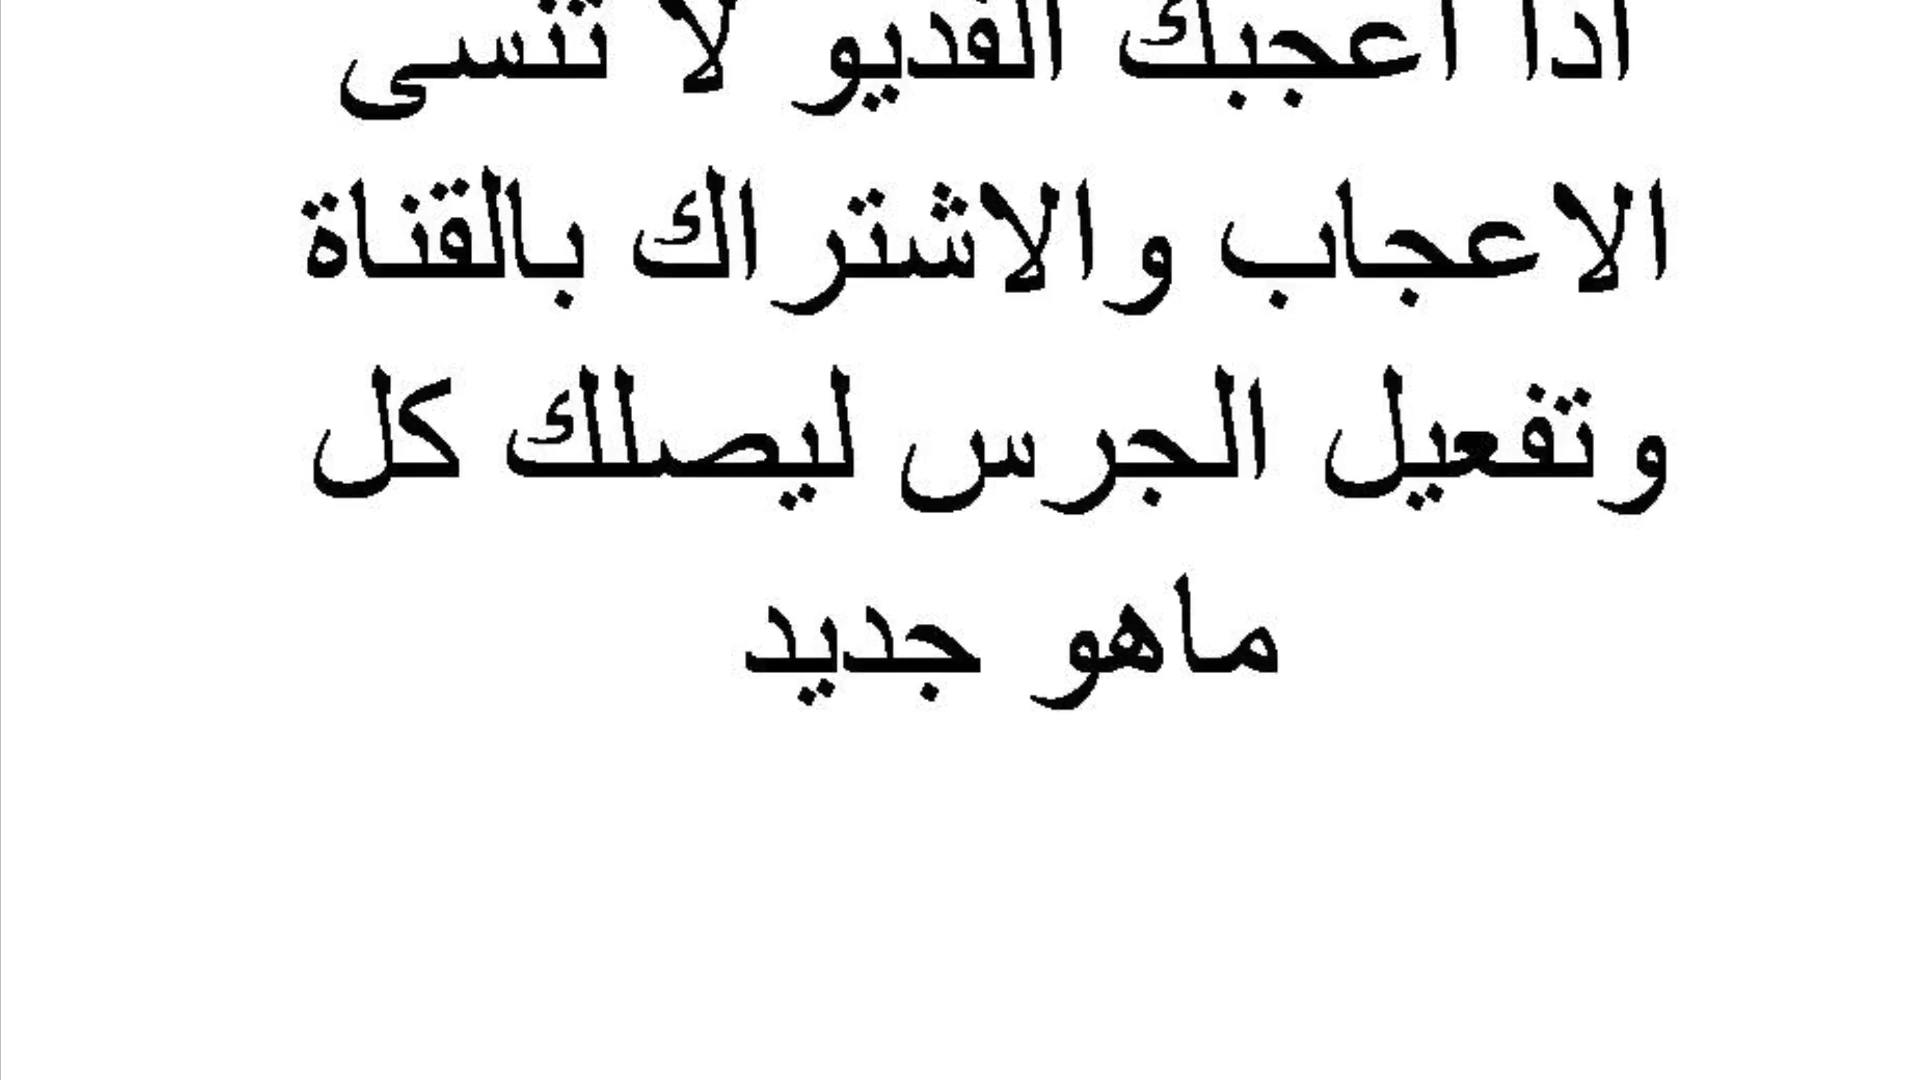 اذا اعجبك الفديو لا تنسى
الاعجاب والاشتراك بالقناة
وتفعيل الجرس ليصلك كل
ماهو جديد